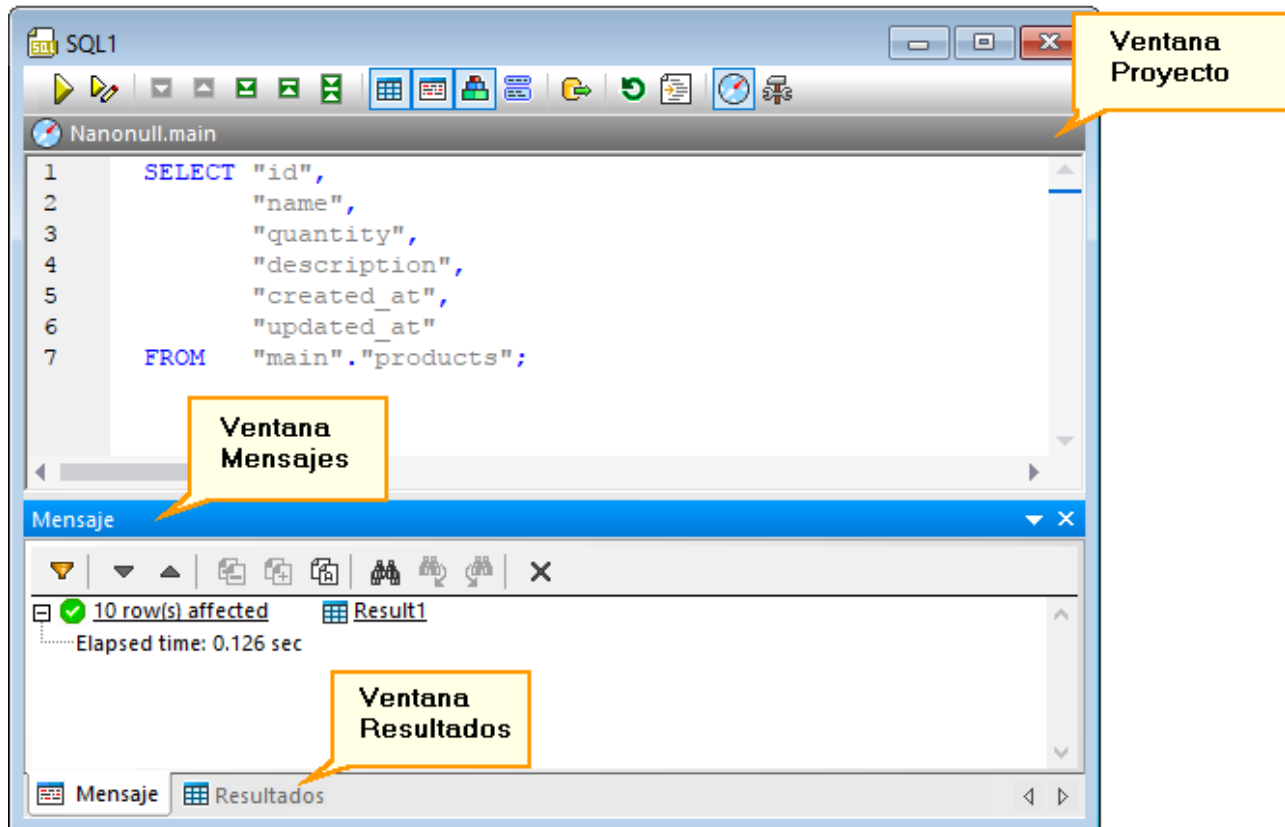 SQL1
Ventana
Proyecto
Nanonull.main
1 SELECT "id",
2 "name",
3 "quantity",
4 "description",
5 "created_at",
6 "updated_at"
7 FROM "main"."products";
Ventana
Mensajes
Mensaje
10 row(s) affected Result1
Elapsed time: 0.126 sec
Ventana
Resultados
Mensaje Resultados